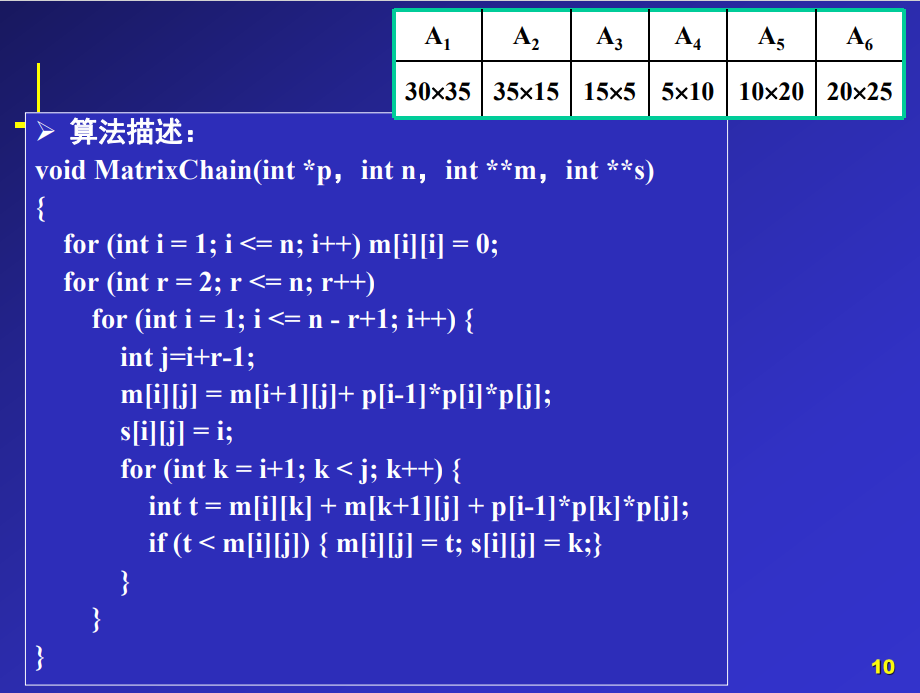 A1 A2 A3 A4 A5 A6
30×35 35×15 15×5 5×10 10×20 20×25
➢ 算法描述：
void MatrixChain(int *p，int n，int **m，int **s)
{
for (int i = 1; i <= n; i++) m[i][i] = 0;
for (int r = 2; r <= n; r++)
for (int i = 1; i <= n - r+1; i++) {
int j=i+r-1;
m[i][j] = m[i+1][j]+ p[i-1]*p[i]*p[j];
s[i][j] = i;
for (int k = i+1; k < j; k++) {
int t = m[i][k] + m[k+1][j] + p[i-1]*p[k]*p[j];
if (t < m[i][j]) { m[i][j] = t; s[i][j] = k;}
}
}
}
10